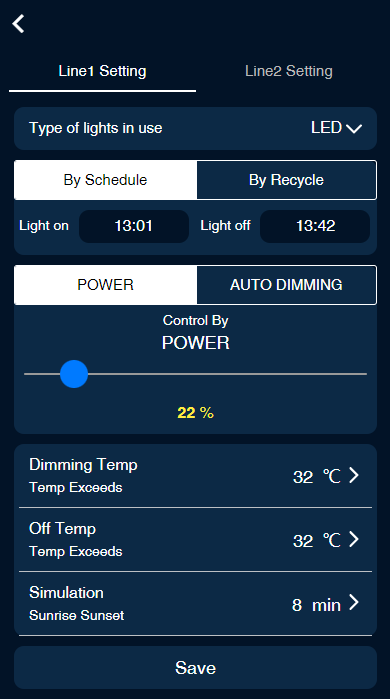 Line1 Setting Line2 Setting
Type of lights in use LED
By Schedule By Recycle
Light on 13:01 Light off 13:42
POWER AUTO DIMMING
Control By
POWER
22 %
Dimming Temp
Temp Exceeds
32 ℃
Off Temp
Temp Exceeds
32 ℃
Simulation
Sunrise Sunset
8 min
Save